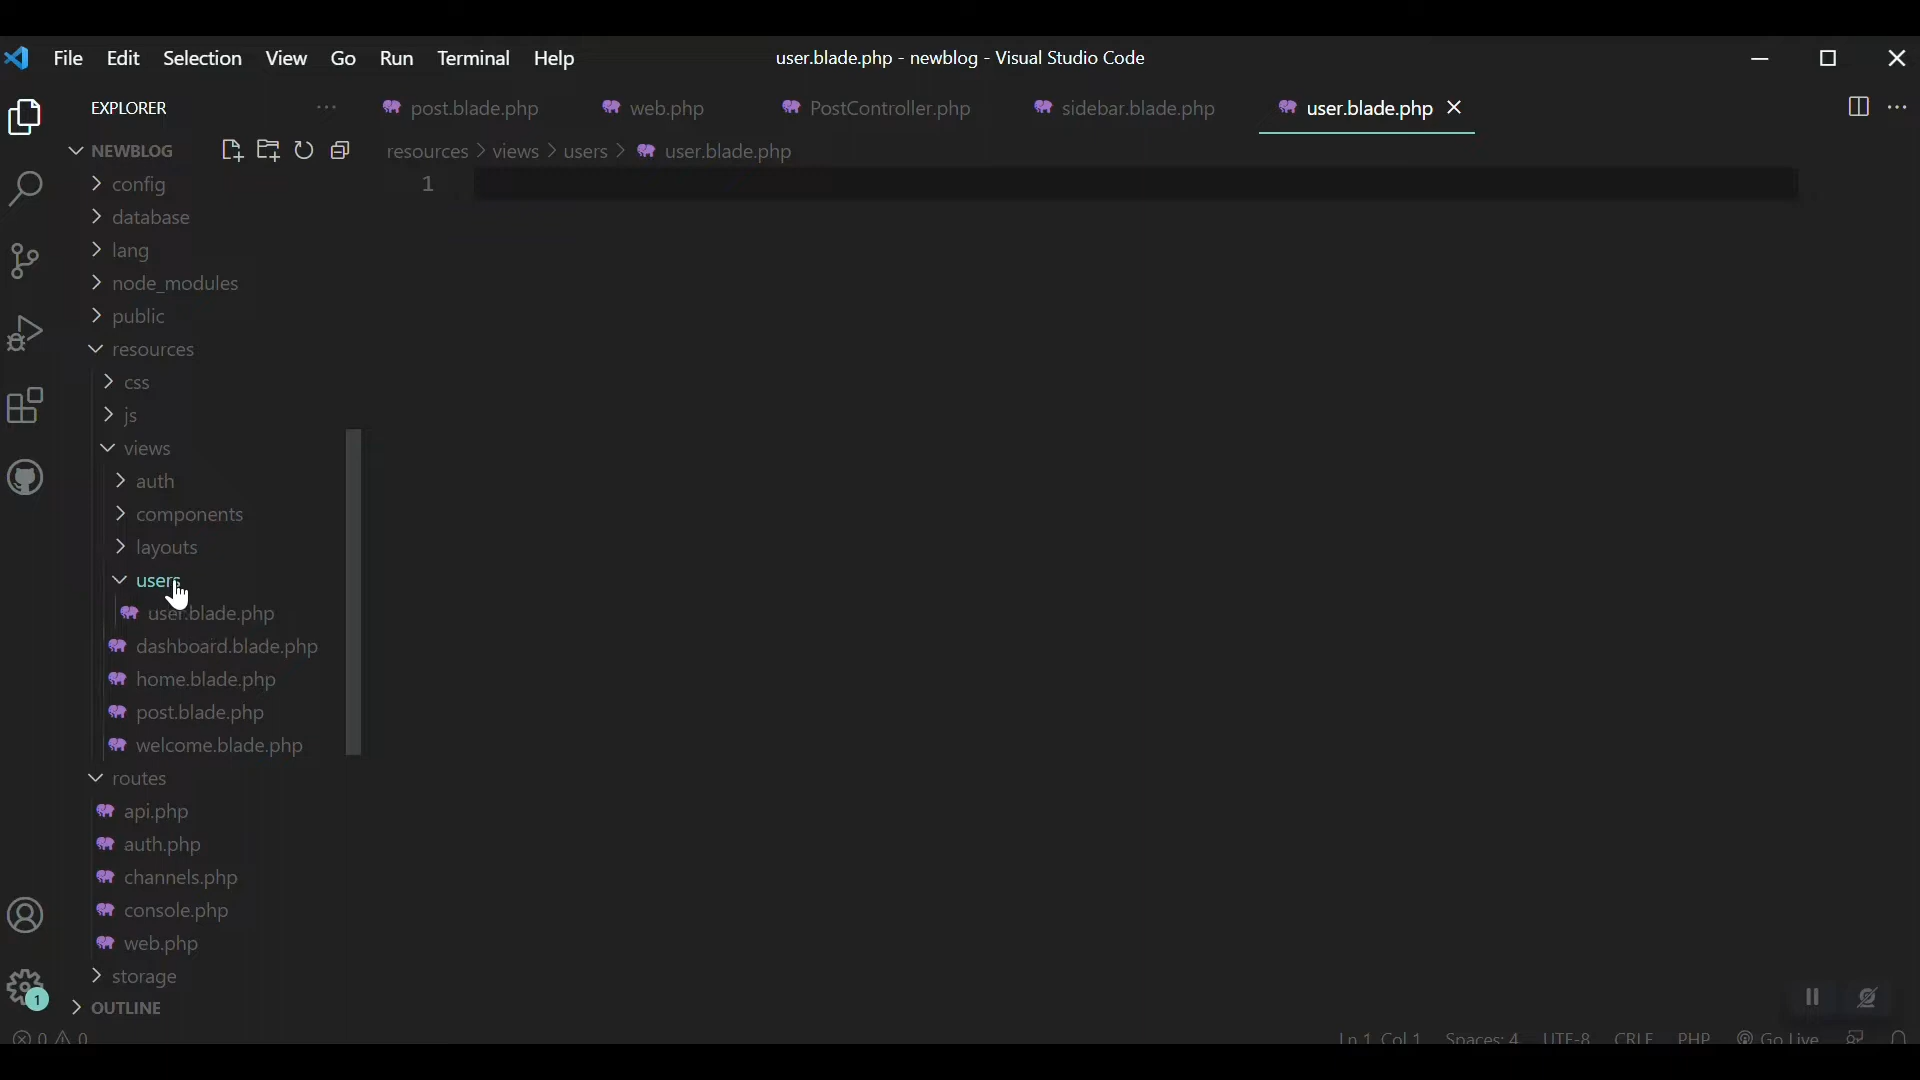 File Edit Selection View Go Run Terminal Help user.blade.php - newblog - Visual Studio Code
EXPLORER ··· post.blade.php web.php PostController.php sidebar.blade.php user.blade.php ···
NEWBLOG resources > views > users > user.blade.php
config 1
database
lang
node_modules
public
resources
css
js
views
auth
components
layouts
users
user.blade.php
dashboard.blade.php
home.blade.php
post.blade.php
welcome.blade.php
routes
api.php
auth.php
channels.php
console.php
web.php
storage
1 OUTLINE
0 0 Ln 1, Col 1 Spaces: 4 UTF-8 CRLF PHP Go Live